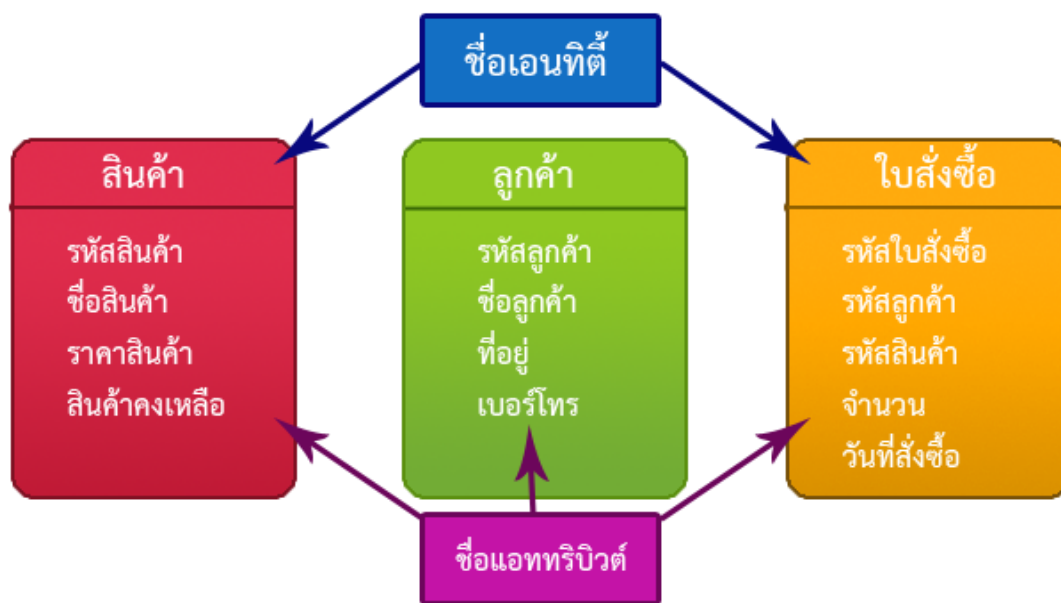 ชื่อเอนทิตี้
สินค้า
รหัสสินค้า
ชื่อสินค้า
ราคาสินค้า
สินค้าคงเหลือ
ลูกค้า
รหัสลูกค้า
ชื่อลูกค้า
ที่อยู่
เบอร์โทร
ใบสั่งซื้อ
รหัสใบสั่งซื้อ
รหัสลูกค้า
รหัสสินค้า
จำนวน
วันที่สั่งซื้อ
ชื่อแอททริบิวต์